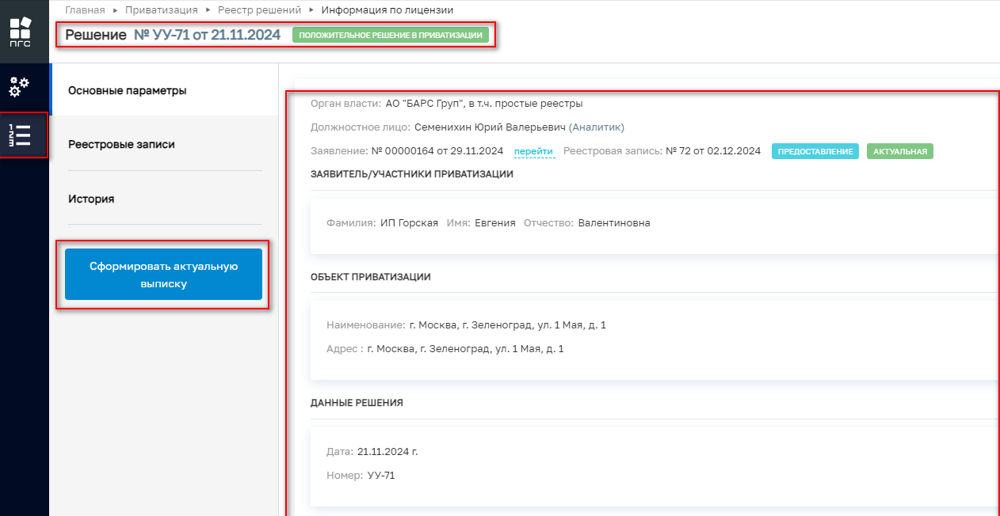 Главная ▸ Приватизация ▸ Реестр решений ▸ Информация по лицензии
пгс
Решение № УУ-71 от 21.11.2024 ПОЛОЖИТЕЛЬНОЕ РЕШЕНИЕ В ПРИВАТИЗАЦИИ
Основные параметры
Реестровые записи
История
Сформировать актуальную
выписку
Орган власти: АО "БАРС Груп", в т.ч. простые реестры
Должностное лицо: Семенихин Юрий Валерьевич (Аналитик)
Заявление: № 00000164 от 29.11.2024 перейти Реестровая запись: № 72 от 02.12.2024 ПРЕДОСТАВЛЕНИЕ АКТУАЛЬНАЯ
ЗАЯВИТЕЛЬ/УЧАСТНИКИ ПРИВАТИЗАЦИИ
Фамилия: ИП Горская Имя: Евгения Отчество: Валентиновна
ОБЪЕКТ ПРИВАТИЗАЦИИ
Наименование: г. Москва, г. Зеленоград, ул. 1 Мая, д. 1
Адрес : г. Москва, г. Зеленоград, ул. 1 Мая, д. 1
ДАННЫЕ РЕШЕНИЯ
Дата: 21.11.2024 г.
Номер: УУ-71